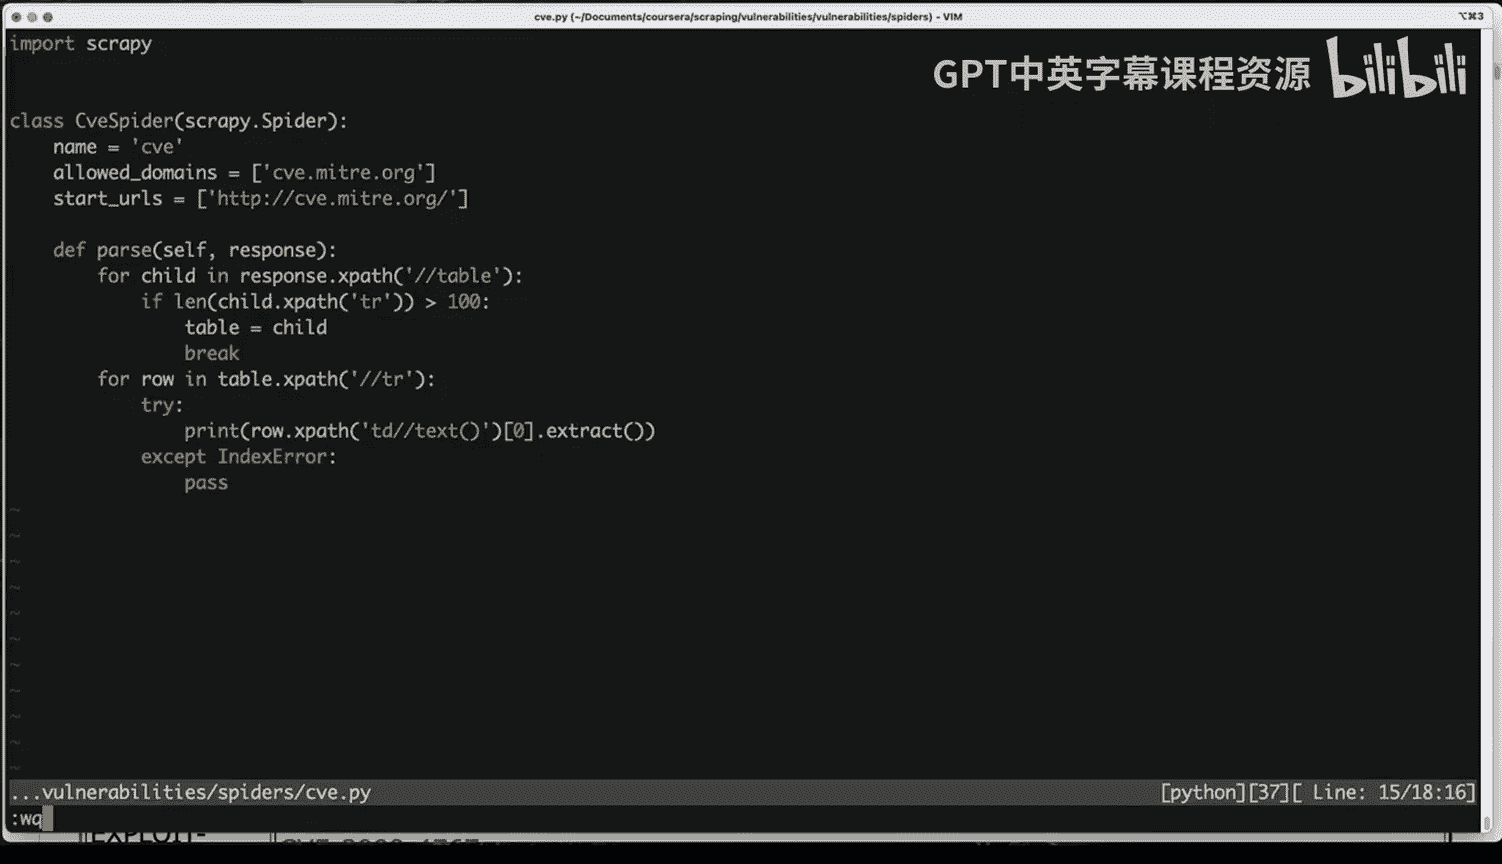 cve.py (~/Documents/coursera/scraping/vulnerabilities/vulnerabilities/spiders) - VIM
⌥⌘3
import scrapy
GPT中英字幕课程资源 bilibili
class CveSpider(scrapy.Spider):
    name = 'cve'
    allowed_domains = ['cve.mitre.org']
    start_urls = ['http://cve.mitre.org/']
    def parse(self, response):
        for child in response.xpath('//table'):
            if len(child.xpath('tr')) > 100:
                table = child
                break
        for row in table.xpath('//tr'):
            try:
                print(row.xpath('td//text()')[0].extract())
            except IndexError:
                pass
~
~
~
~
~
~
~
~
~
~
~
...vulnerabilities/spiders/cve.py [python][37][ Line: 15/18:16]
:wq
EXPLOIT-